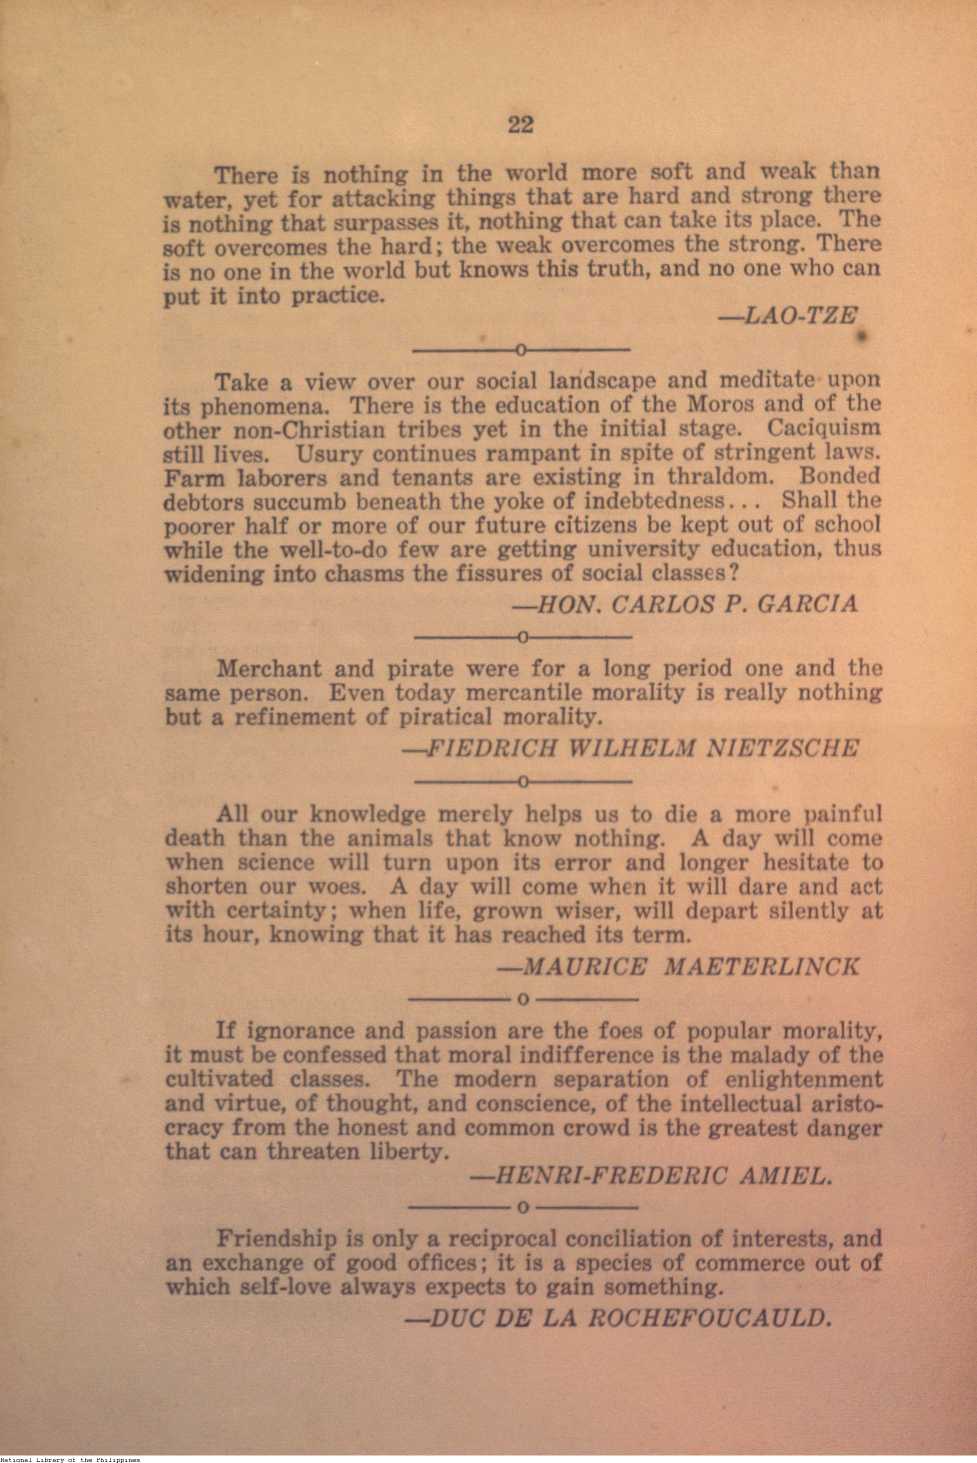 22
There is nothing in the world more soft and weak than
water, yet for attacking things that are hard and strong there
is nothing that surpasses it, nothing that can take its place. The
soft overcomes the hard; the weak overcomes the strong. There
is no one in the world but knows this truth, and no one who can
put it into practice.
—LAO-TZE
———o———
Take a view over our social landscape and meditate upon
its phenomena. There is the education of the Moros and of the
other non-Christian tribes yet in the initial stage. Caciquism
still lives. Usury continues rampant in spite of stringent laws.
Farm laborers and tenants are existing in thraldom. Bonded
debtors succumb beneath the yoke of indebtedness... Shall the
poorer half or more of our future citizens be kept out of school
while the well-to-do few are getting university education, thus
widening into chasms the fissures of social classes?
—HON. CARLOS P. GARCIA
———o———
Merchant and pirate were for a long period one and the
same person. Even today mercantile morality is really nothing
but a refinement of piratical morality.
—FIEDRICH WILHELM NIETZSCHE
———o———
All our knowledge merely helps us to die a more painful
death than the animals that know nothing. A day will come
when science will turn upon its error and longer hesitate to
shorten our woes. A day will come when it will dare and act
with certainty; when life, grown wiser, will depart silently at
its hour, knowing that it has reached its term.
—MAURICE MAETERLINCK
——— o ———
If ignorance and passion are the foes of popular morality,
it must be confessed that moral indifference is the malady of the
cultivated classes. The modern separation of enlightenment
and virtue, of thought, and conscience, of the intellectual aristo-
cracy from the honest and common crowd is the greatest danger
that can threaten liberty.
—HENRI-FREDERIC AMIEL.
——— o ———
Friendship is only a reciprocal conciliation of interests, and
an exchange of good offices; it is a species of commerce out of
which self-love always expects to gain something.
—DUC DE LA ROCHEFOUCAULD.
National Library of the Philippines